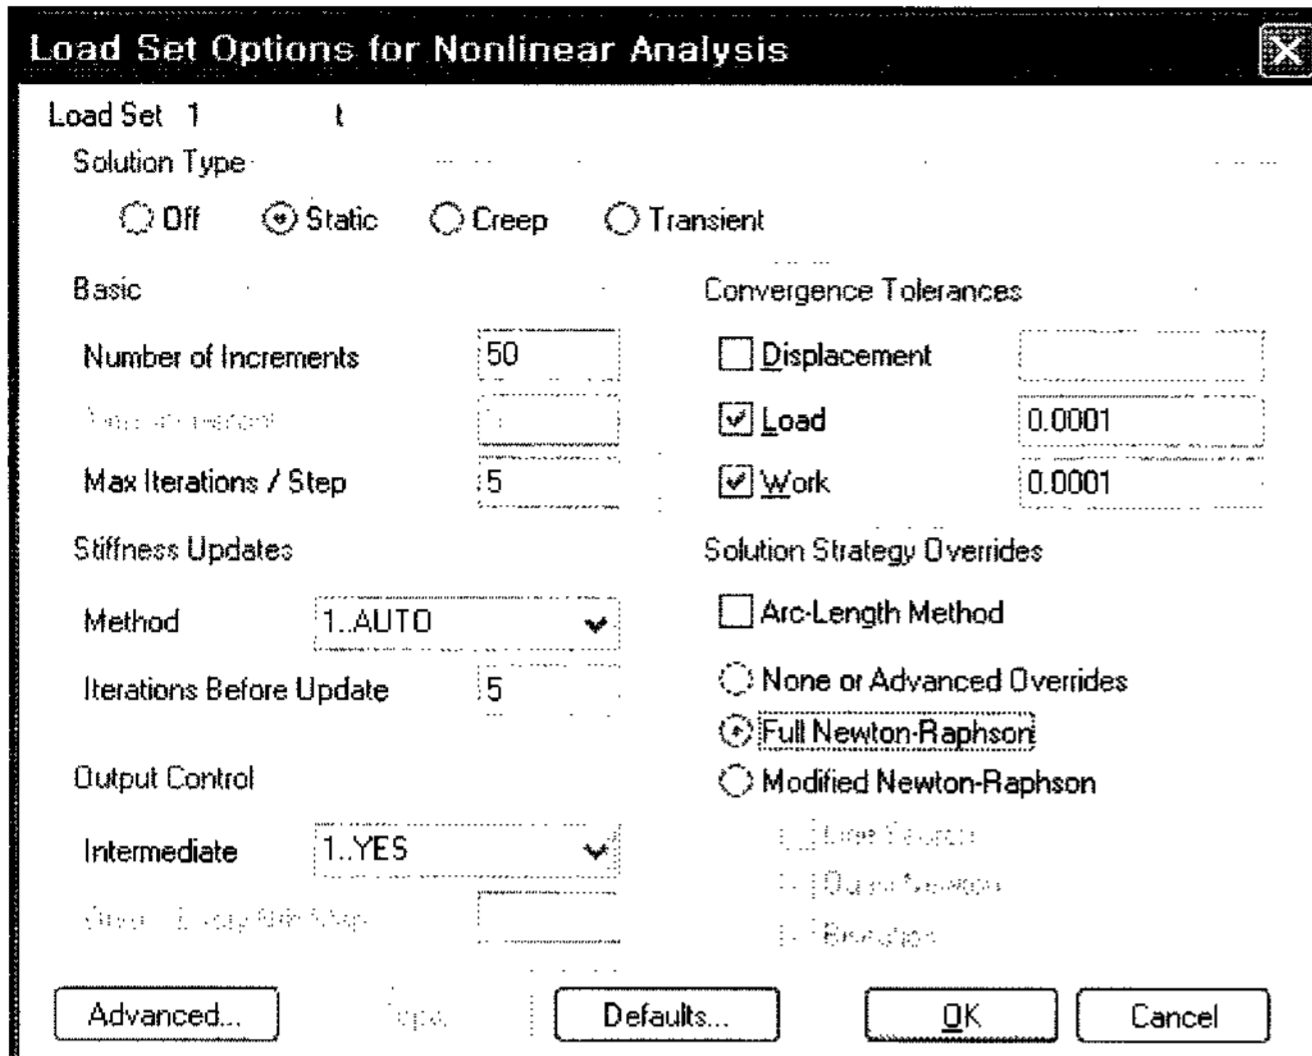 Load Set Options for Nonlinear Analysis
Load Set 1 t
Solution Type
Off Static Creep Transient
Basic
Number of Increments 50
Max Iterations / Step 5
Stiffness Updates
Method 1..AUTO
Iterations Before Update 5
Output Control
Intermediate 1..YES
Convergence Tolerances
Displacement
Load 0.0001
Work 0.0001
Solution Strategy Overrides
Arc-Length Method
None or Advanced Overrides
Full Newton-Raphson
Modified Newton-Raphson
Advanced... Defaults... OK Cancel